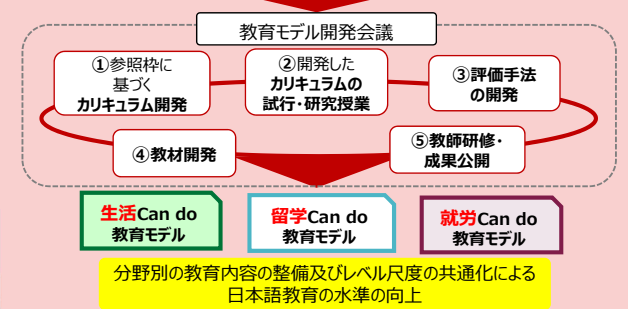 教育モデル開発会議
①参照枠に
基づく
カリキュラム開発
②開発した
カリキュラムの
試行・研究授業
③評価手法
の開発
④教材開発
⑤教師研修・
成果公開
生活Can do
教育モデル
留学Can do
教育モデル
就労Can do
教育モデル
分野別の教育内容の整備及びレベル尺度の共通化による
日本語教育の水準の向上